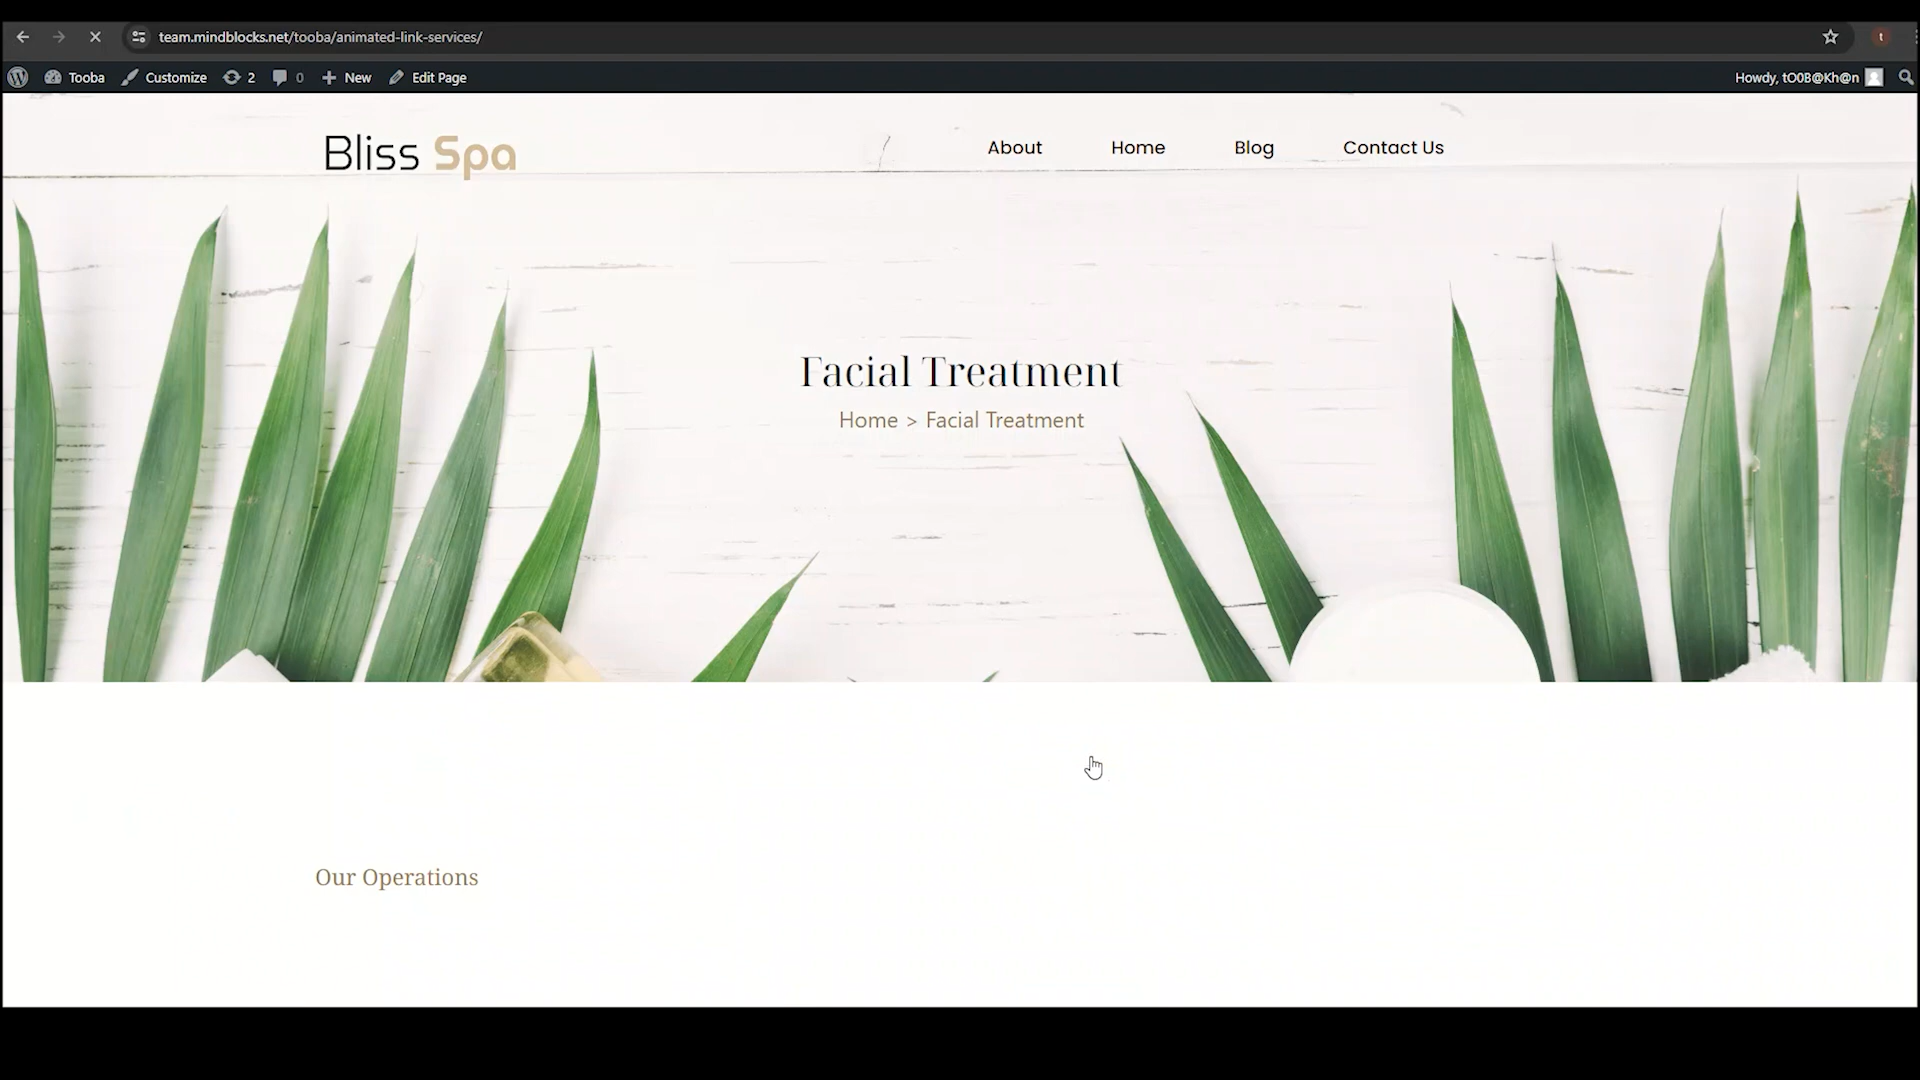 team.mindblocks.net/tooba/animated-link-services/
t
Tooba Customize 2 0 New Edit Page Howdy, tO0B@Kh@n
Bliss Spa About Home Blog Contact Us
Facial Treatment
Home > Facial Treatment
Our Operations